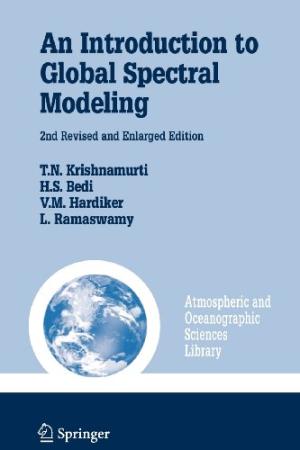 An Introduction to
Global Spectral
Modeling
2nd Revised and Enlarged Edition
T.N. Krishnamurti
H.S. Bedi
V.M. Hardiker
L. Ramaswamy
Atmospheric and
Oceanographic
Sciences
Library
Springer